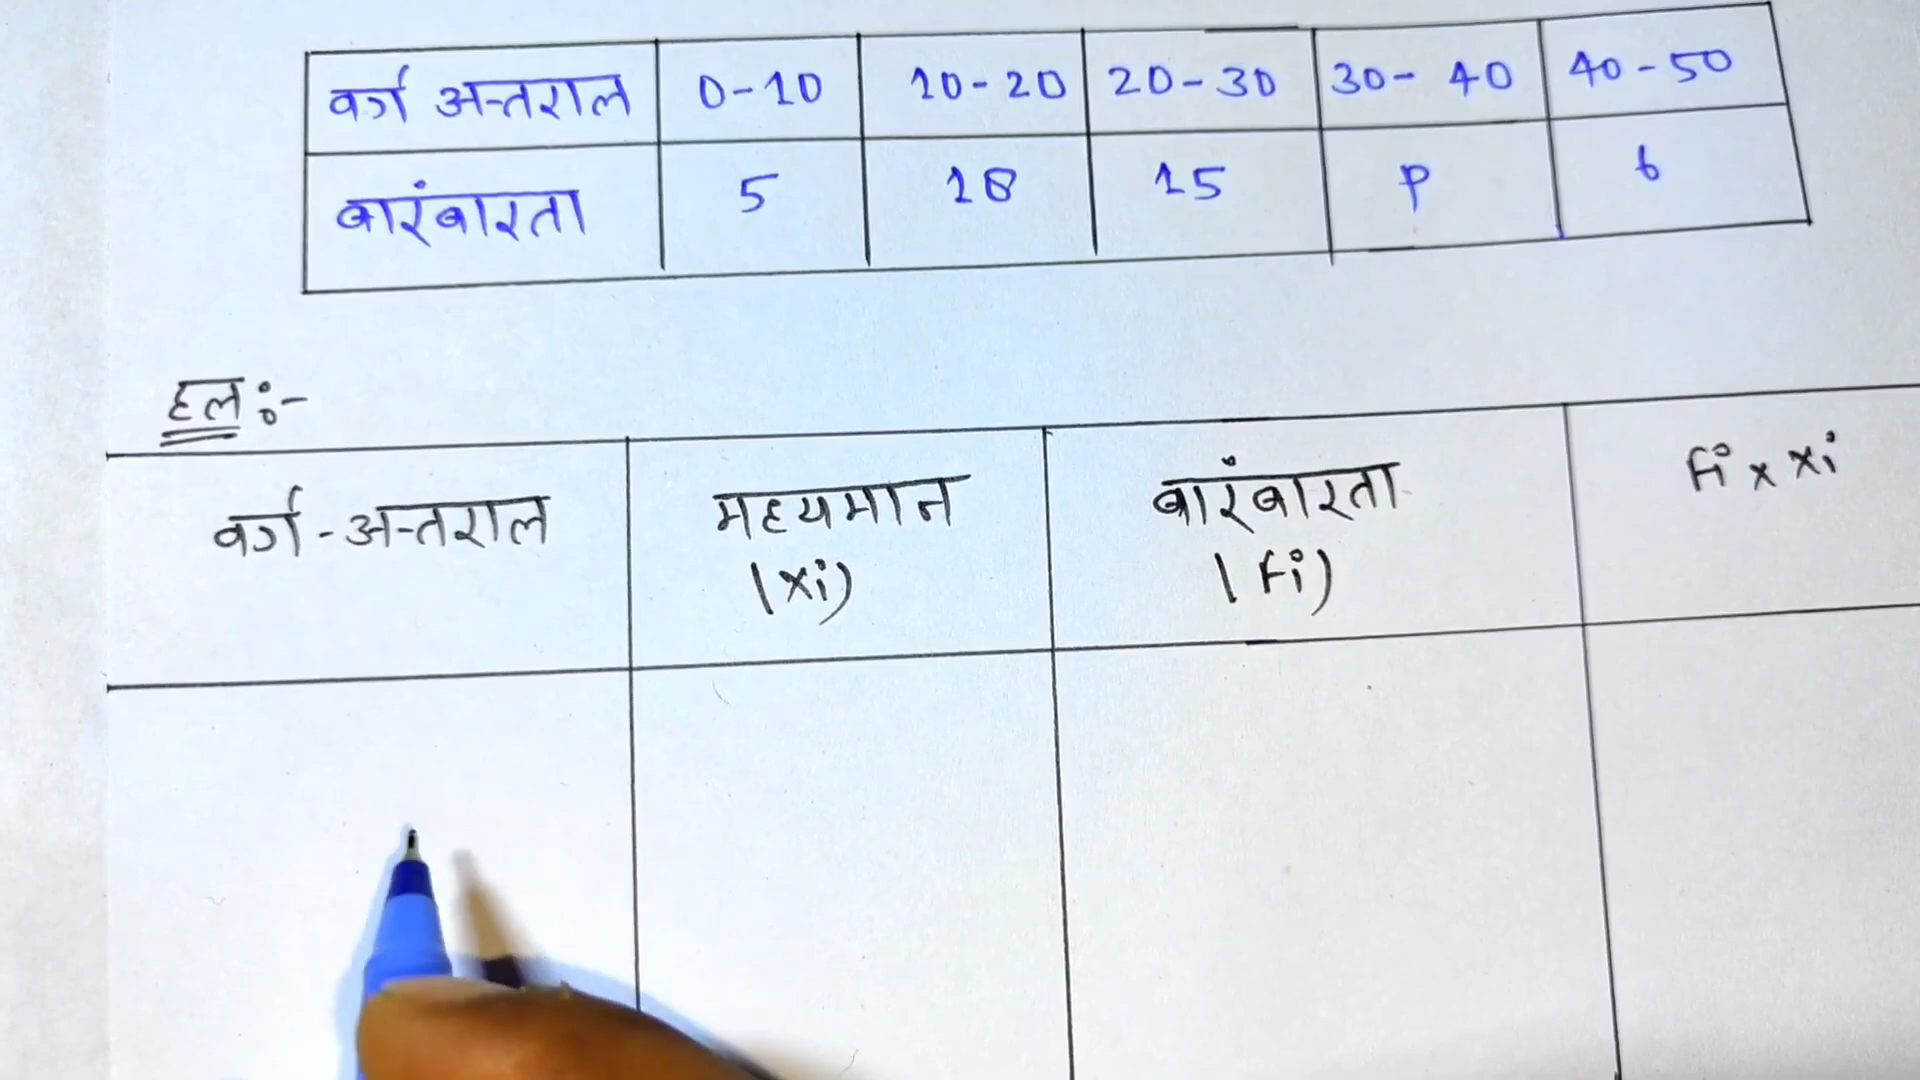 वर्ग अन्तराल 0-10 10-20 20-30 30-40 40-50
बारंबारता 5 18 15 P 6
हल :-
वर्ग-अन्तराल मध्यमान बारंबारता Fi x xi
(xi) (Fi)